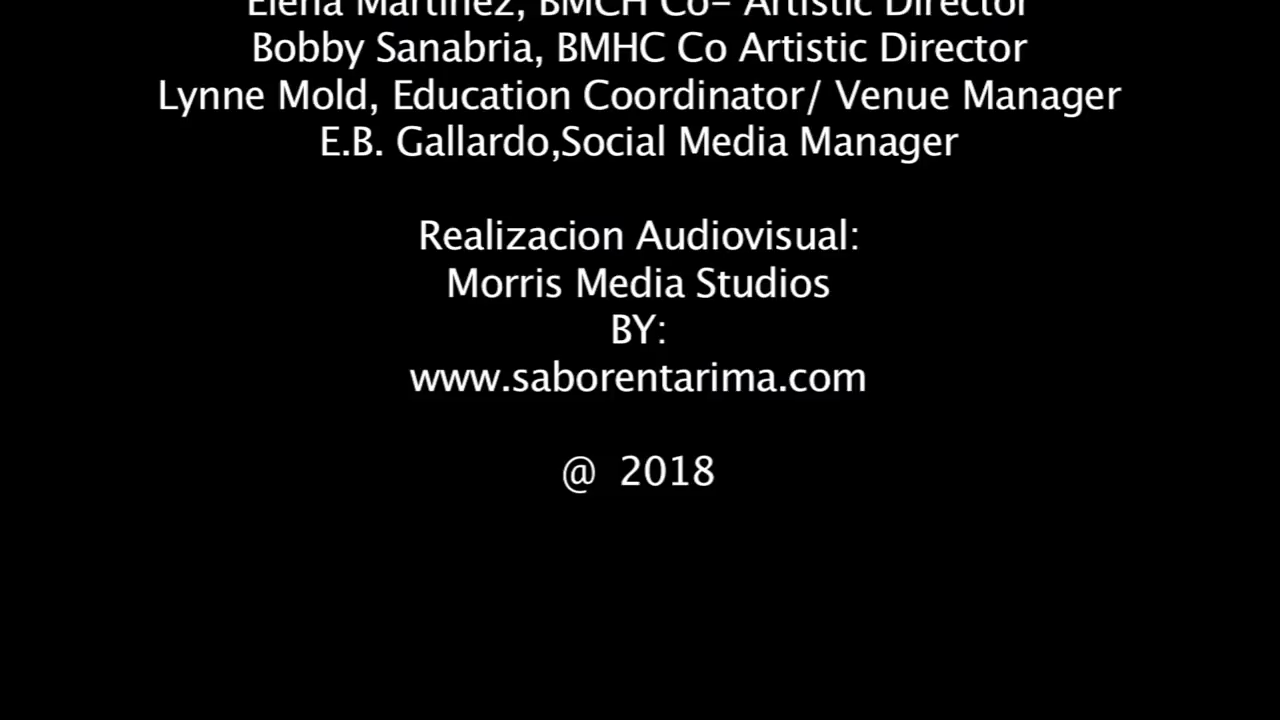 Elena Martinez, BMCH Co- Artistic Director
Bobby Sanabria, BMHC Co Artistic Director
Lynne Mold, Education Coordinator/ Venue Manager
E.B. Gallardo,Social Media Manager
Realizacion Audiovisual:
Morris Media Studios
BY:
www.saborentarima.com
@ 2018